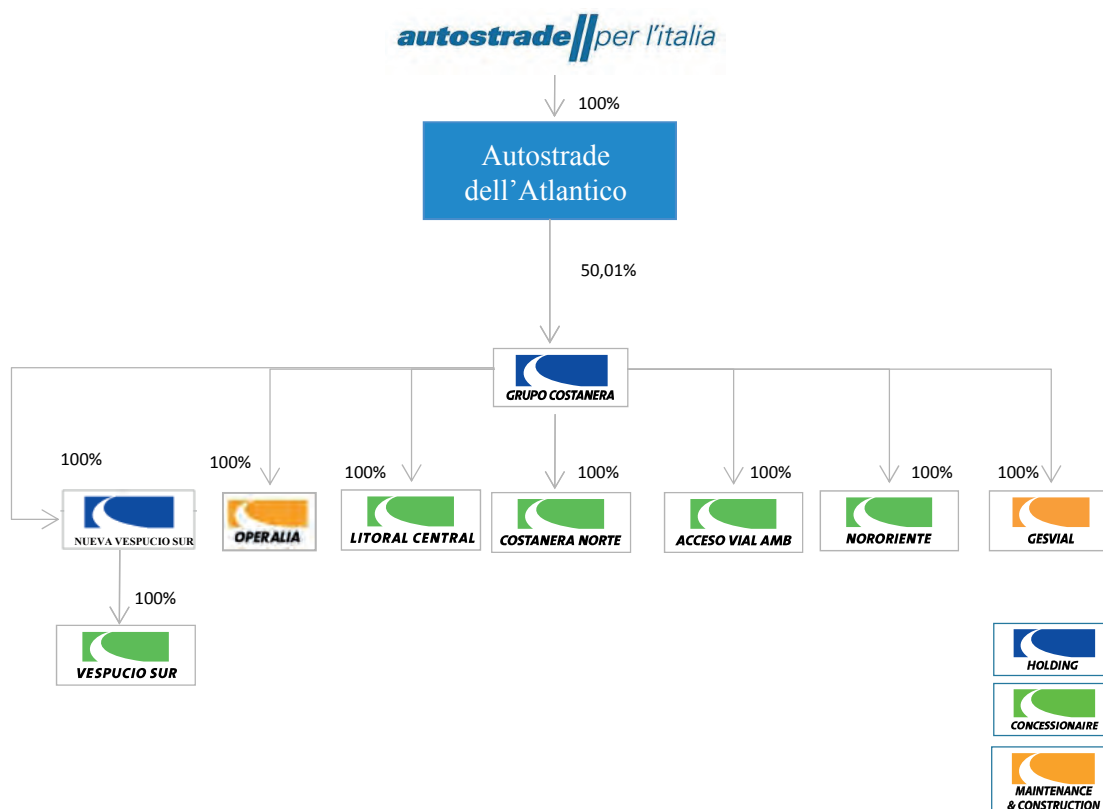 autostrade//per l'italia
100%
Autostrade
dell'Atlantico
50,01%
GRUPO COSTANERA
100%
100%
100%
100%
100%
100%
100%
NUEVA VESPUCIO SUR
OPERALIA
LITORAL CENTRAL
COSTANERA NORTE
ACCESO VIAL AMB
NORORIENTE
GESVIAL
100%
VESPUCIO SUR
HOLDING
CONCESSIONAIRE
MAINTENANCE
& CONSTRUCTION